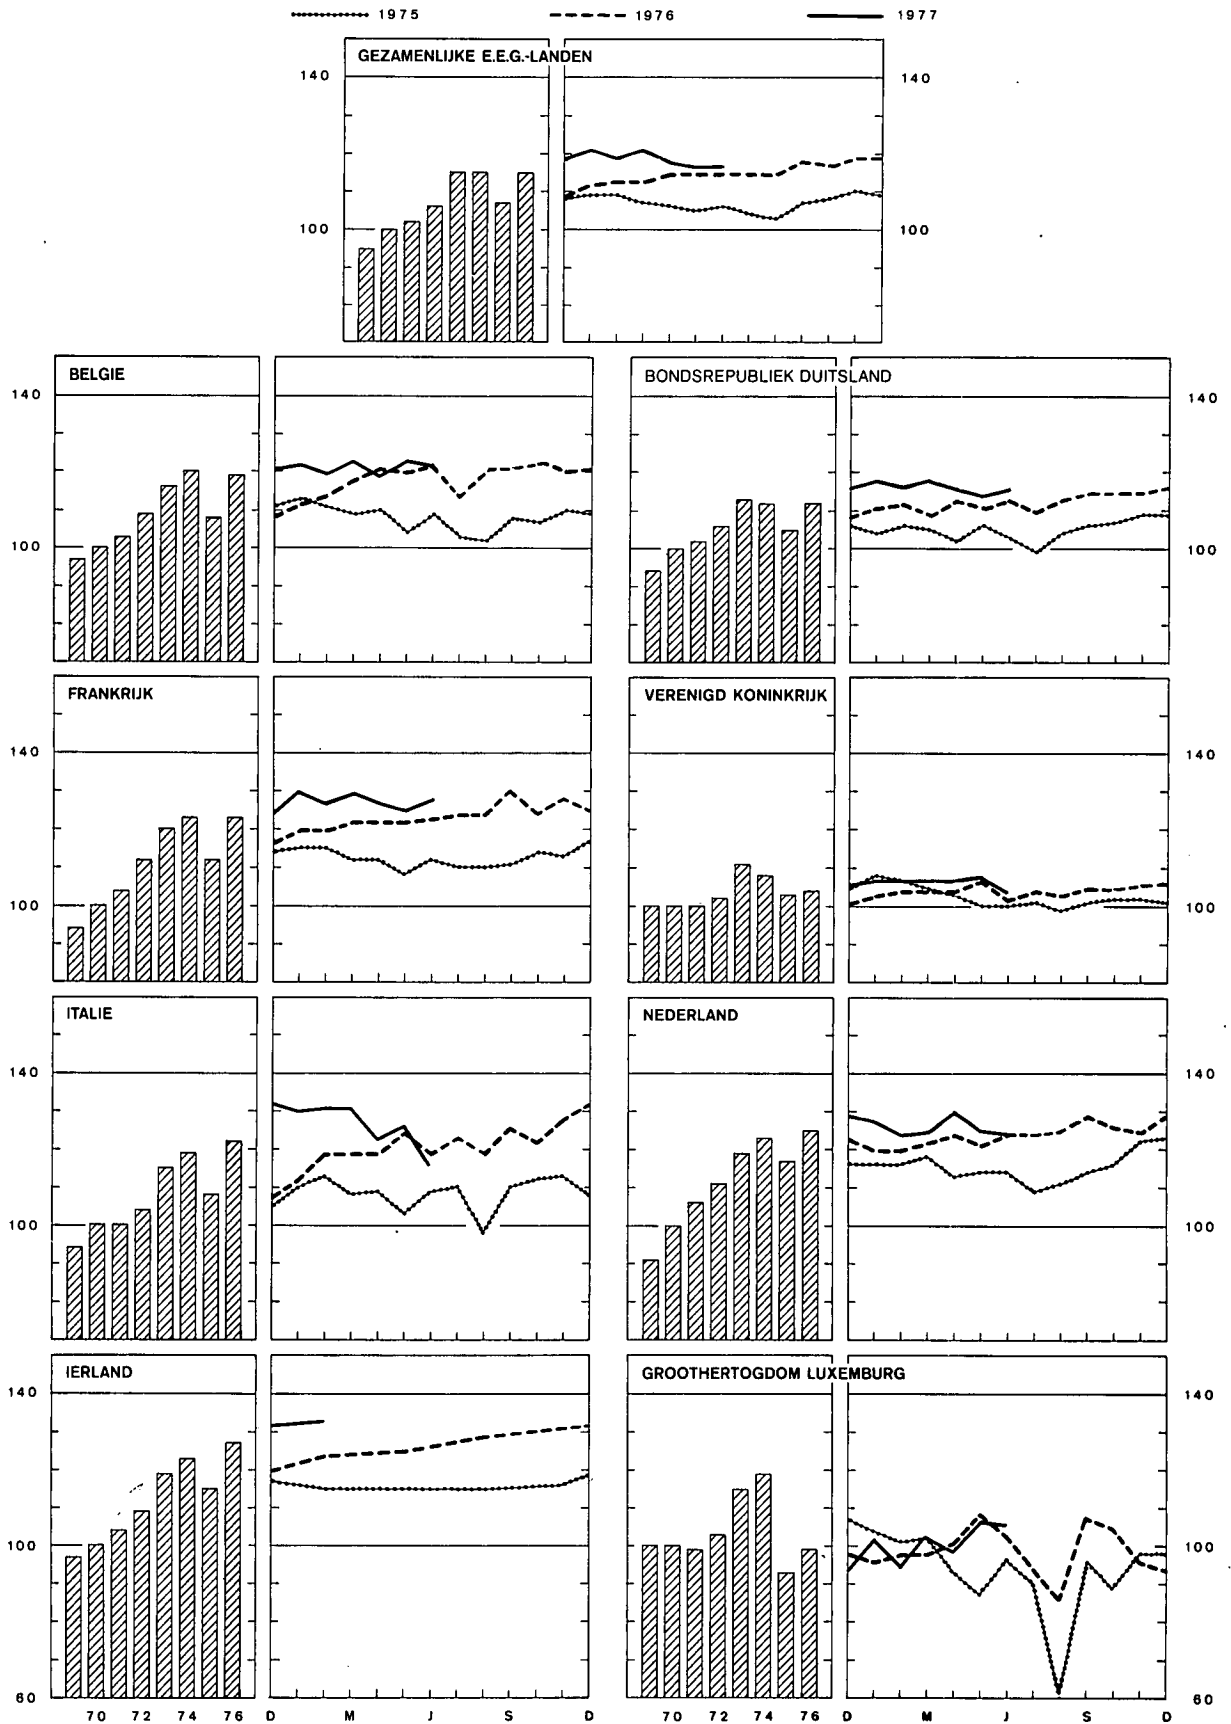 1975 1976 1977
GEZAMENLIJKE E.E.G.-LANDEN
140 140
100 100
BELGIE BONDSREPUBLIEK DUITSLAND
140 140
100 100
FRANKRIJK VERENIGD KONINKRIJK
140 140
100 100
ITALIE NEDERLAND
140 140
100 100
IERLAND GROOTHERTOGDOM LUXEMBURG
140 140
100 100
60 60
70 72 74 76 D M J S D 70 72 74 76 D M J S D